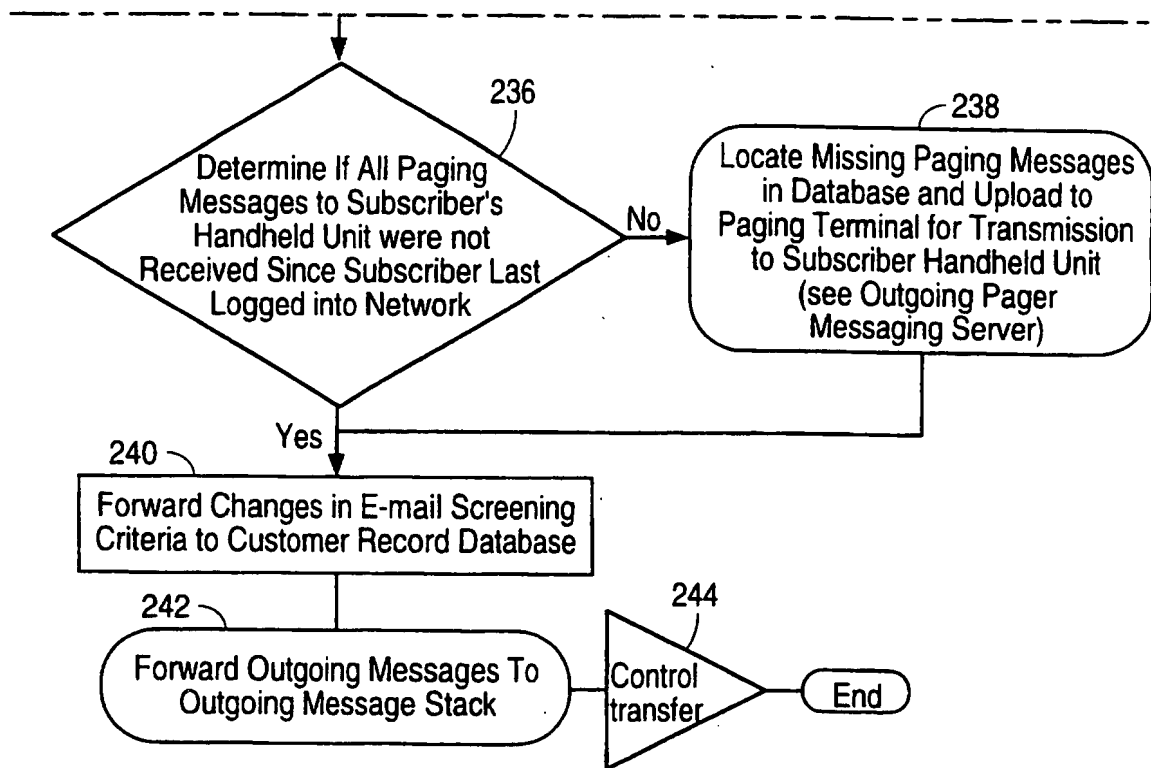 236
Determine If All Paging
Messages to Subscriber's
Handheld Unit were not
Received Since Subscriber Last
Logged into Network
No
238
Locate Missing Paging Messages
in Database and Upload to
Paging Terminal for Transmission
to Subscriber Handheld Unit
(see Outgoing Pager
Messaging Server)
Yes
240
Forward Changes in E-mail Screening
Criteria to Customer Record Database
242
Forward Outgoing Messages To
Outgoing Message Stack
244
Control
transfer
End